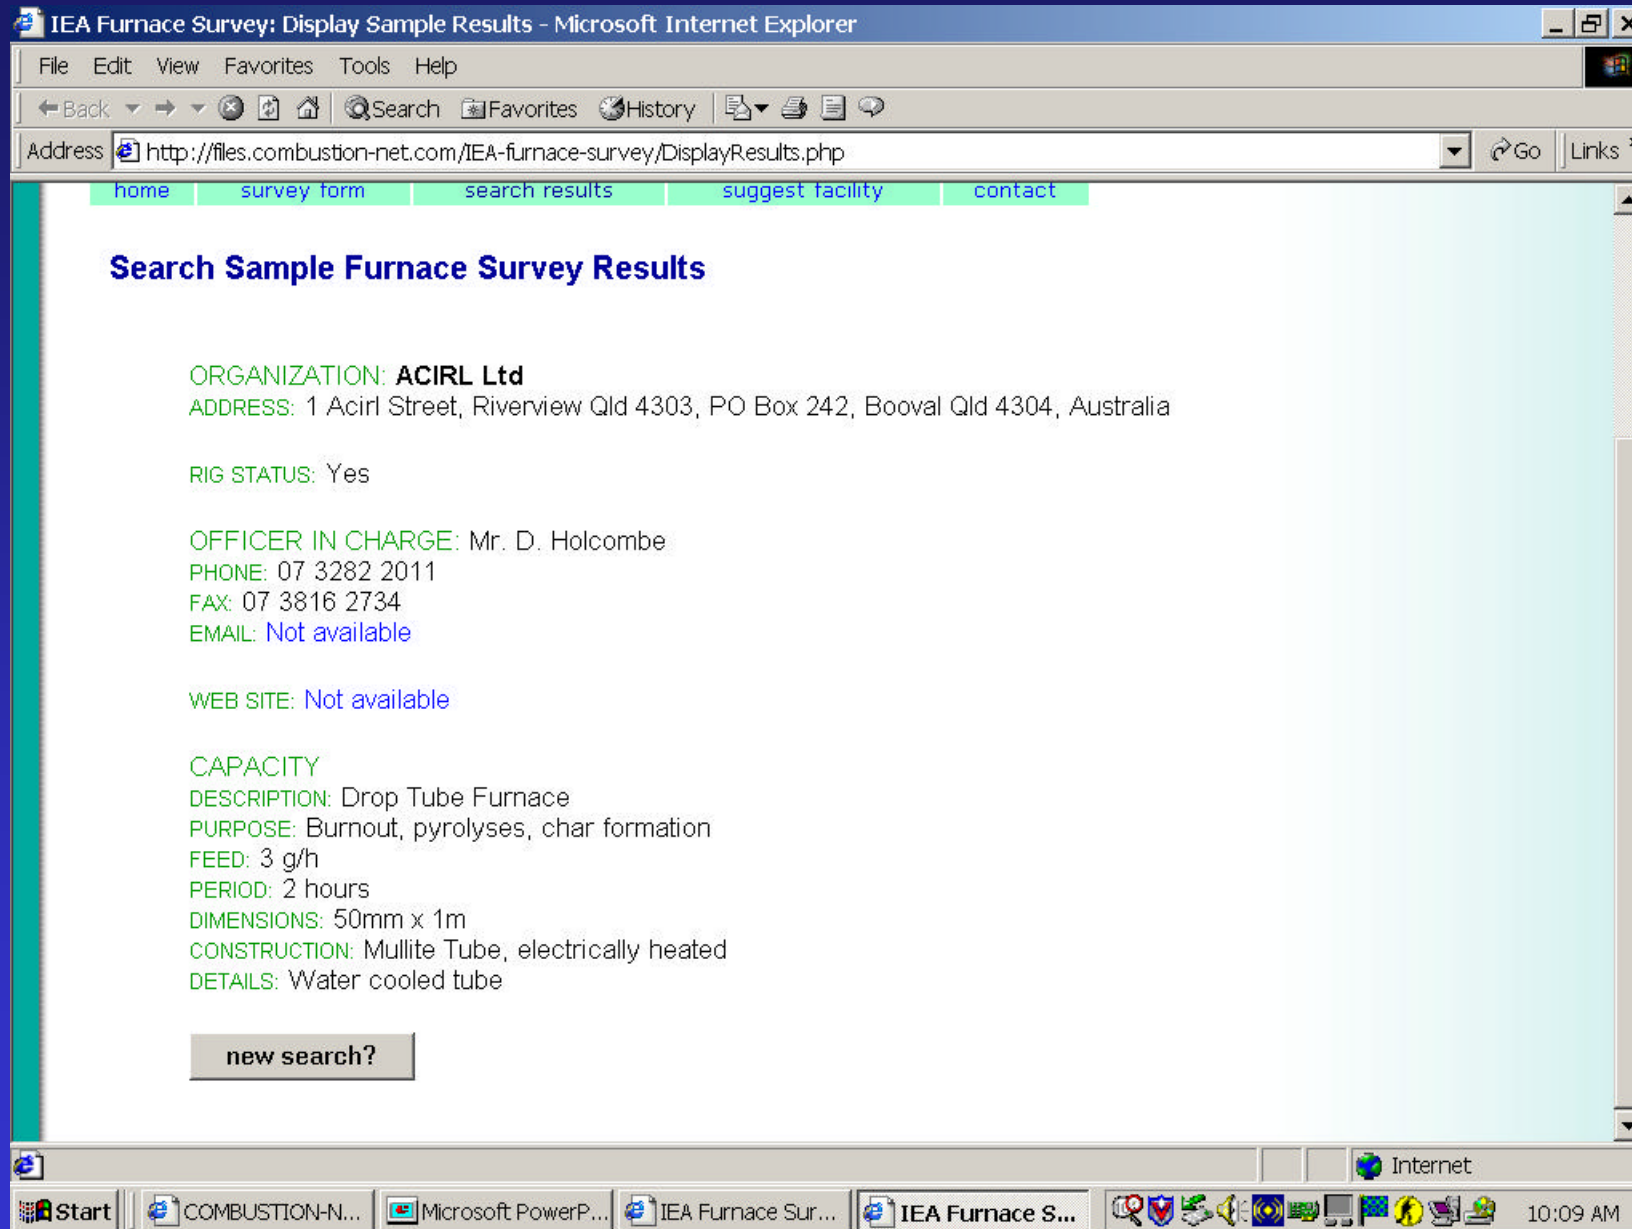 IEA Furnace Survey: Display Sample Results - Microsoft Internet Explorer
File Edit View Favorites Tools Help
Back Search Favorites History
Address http://files.combustion-net.com/IEA-furnace-survey/DisplayResults.php Go Links
home survey form search results suggest facility contact
Search Sample Furnace Survey Results
ORGANIZATION: ACIRL Ltd
ADDRESS: 1 Acirl Street, Riverview Qld 4303, PO Box 242, Booval Qld 4304, Australia
RIG STATUS: Yes
OFFICER IN CHARGE: Mr. D. Holcombe
PHONE: 07 3282 2011
FAX: 07 3816 2734
EMAIL: Not available
WEB SITE: Not available
CAPACITY
DESCRIPTION: Drop Tube Furnace
PURPOSE: Burnout, pyrolyses, char formation
FEED: 3 g/h
PERIOD: 2 hours
DIMENSIONS: 50mm x 1m
CONSTRUCTION: Mullite Tube, electrically heated
DETAILS: Water cooled tube
new search?
Internet
Start COMBUSTION-N... Microsoft PowerP... IEA Furnace Sur... IEA Furnace S... 10:09 AM